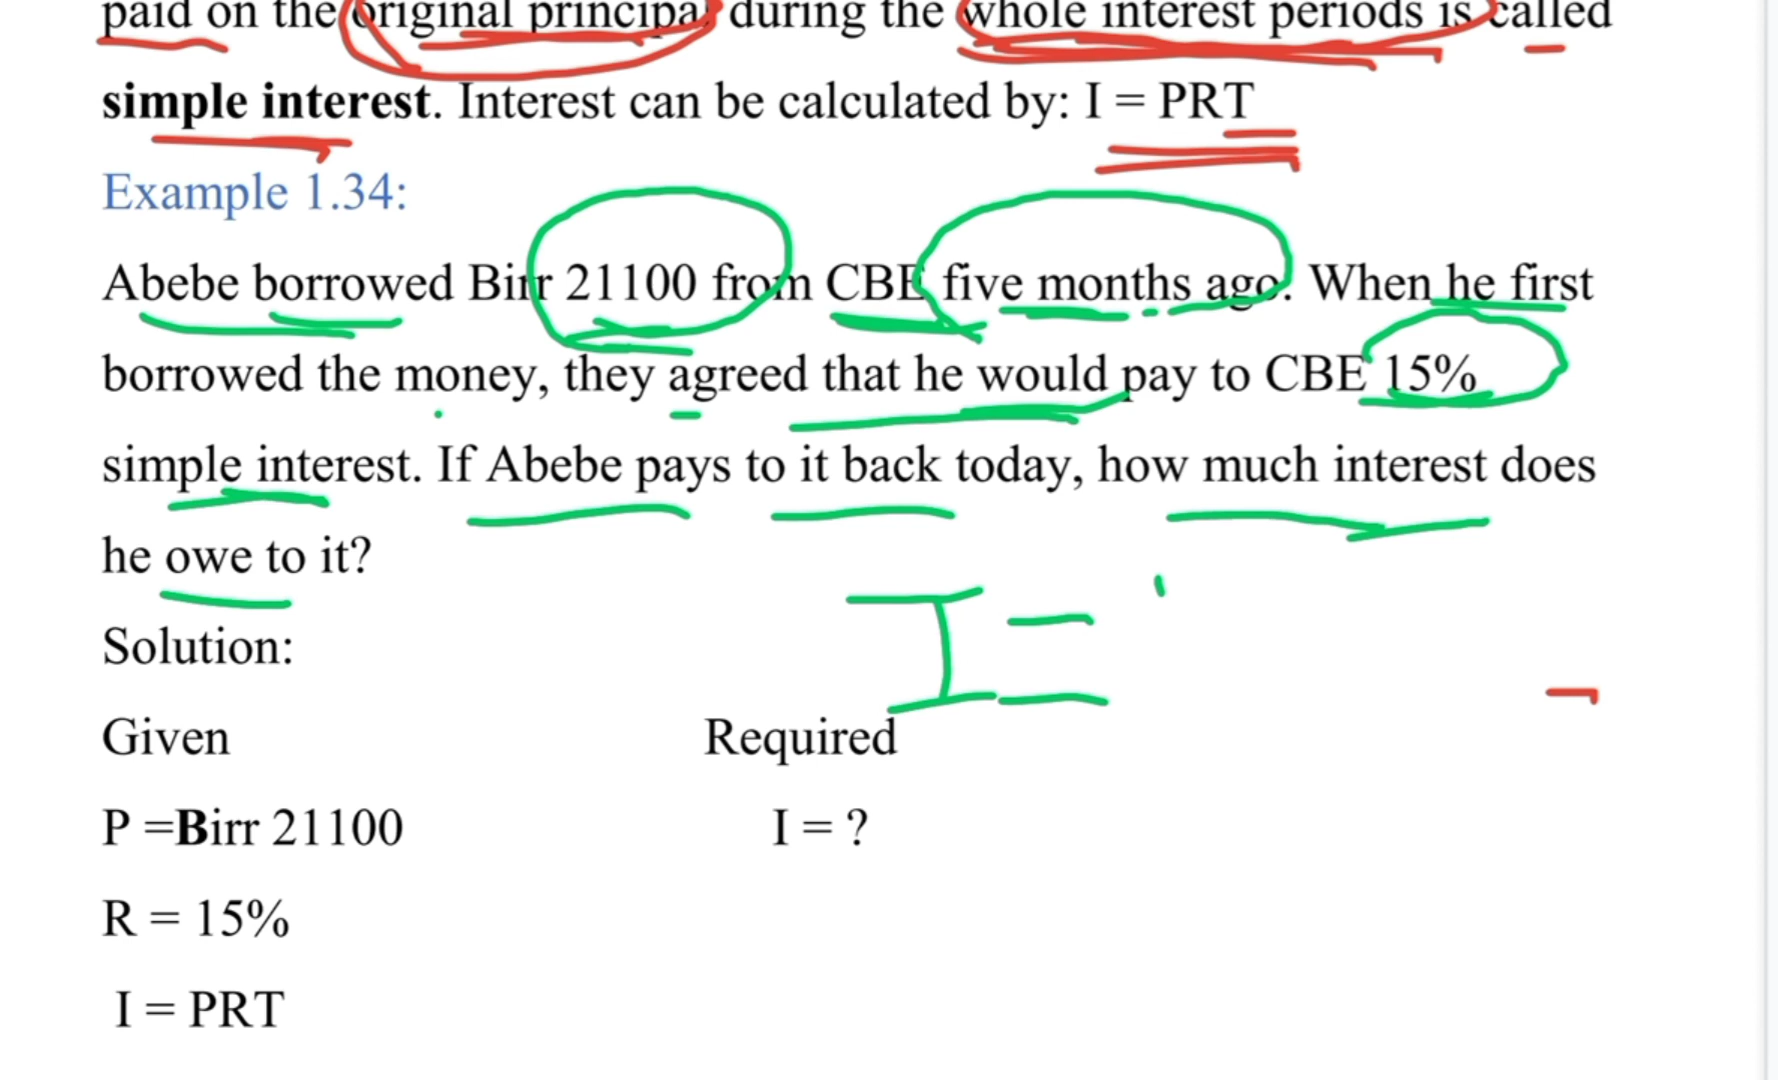 paid on the original principal during the whole interest periods is called
simple interest. Interest can be calculated by: I = PRT
Example 1.34:
Abebe borrowed Birr 21100 from CBE five months ago. When he first
borrowed the money, they agreed that he would pay to CBE 15%
simple interest. If Abebe pays to it back today, how much interest does
he owe to it?
I =
Solution:
Given Required
P =Birr 21100 I = ?
R = 15%
I = PRT